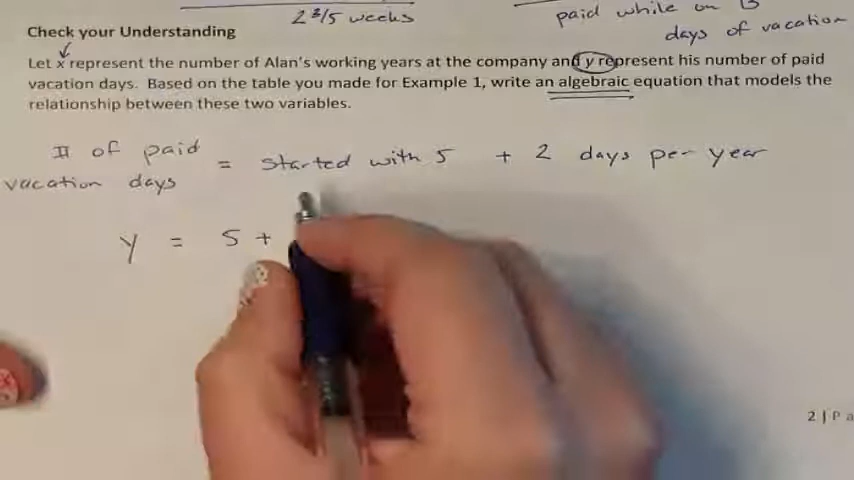 2 3/5 weeks
paid while on 13
days of vacation
Check your Understanding
Let x represent the number of Alan's working years at the company and y represent his number of paid
vacation days. Based on the table you made for Example 1, write an algebraic equation that models the
relationship between these two variables.
# of paid
vacation days = started with 5 + 2 days per year
y = 5 +
2 | P a